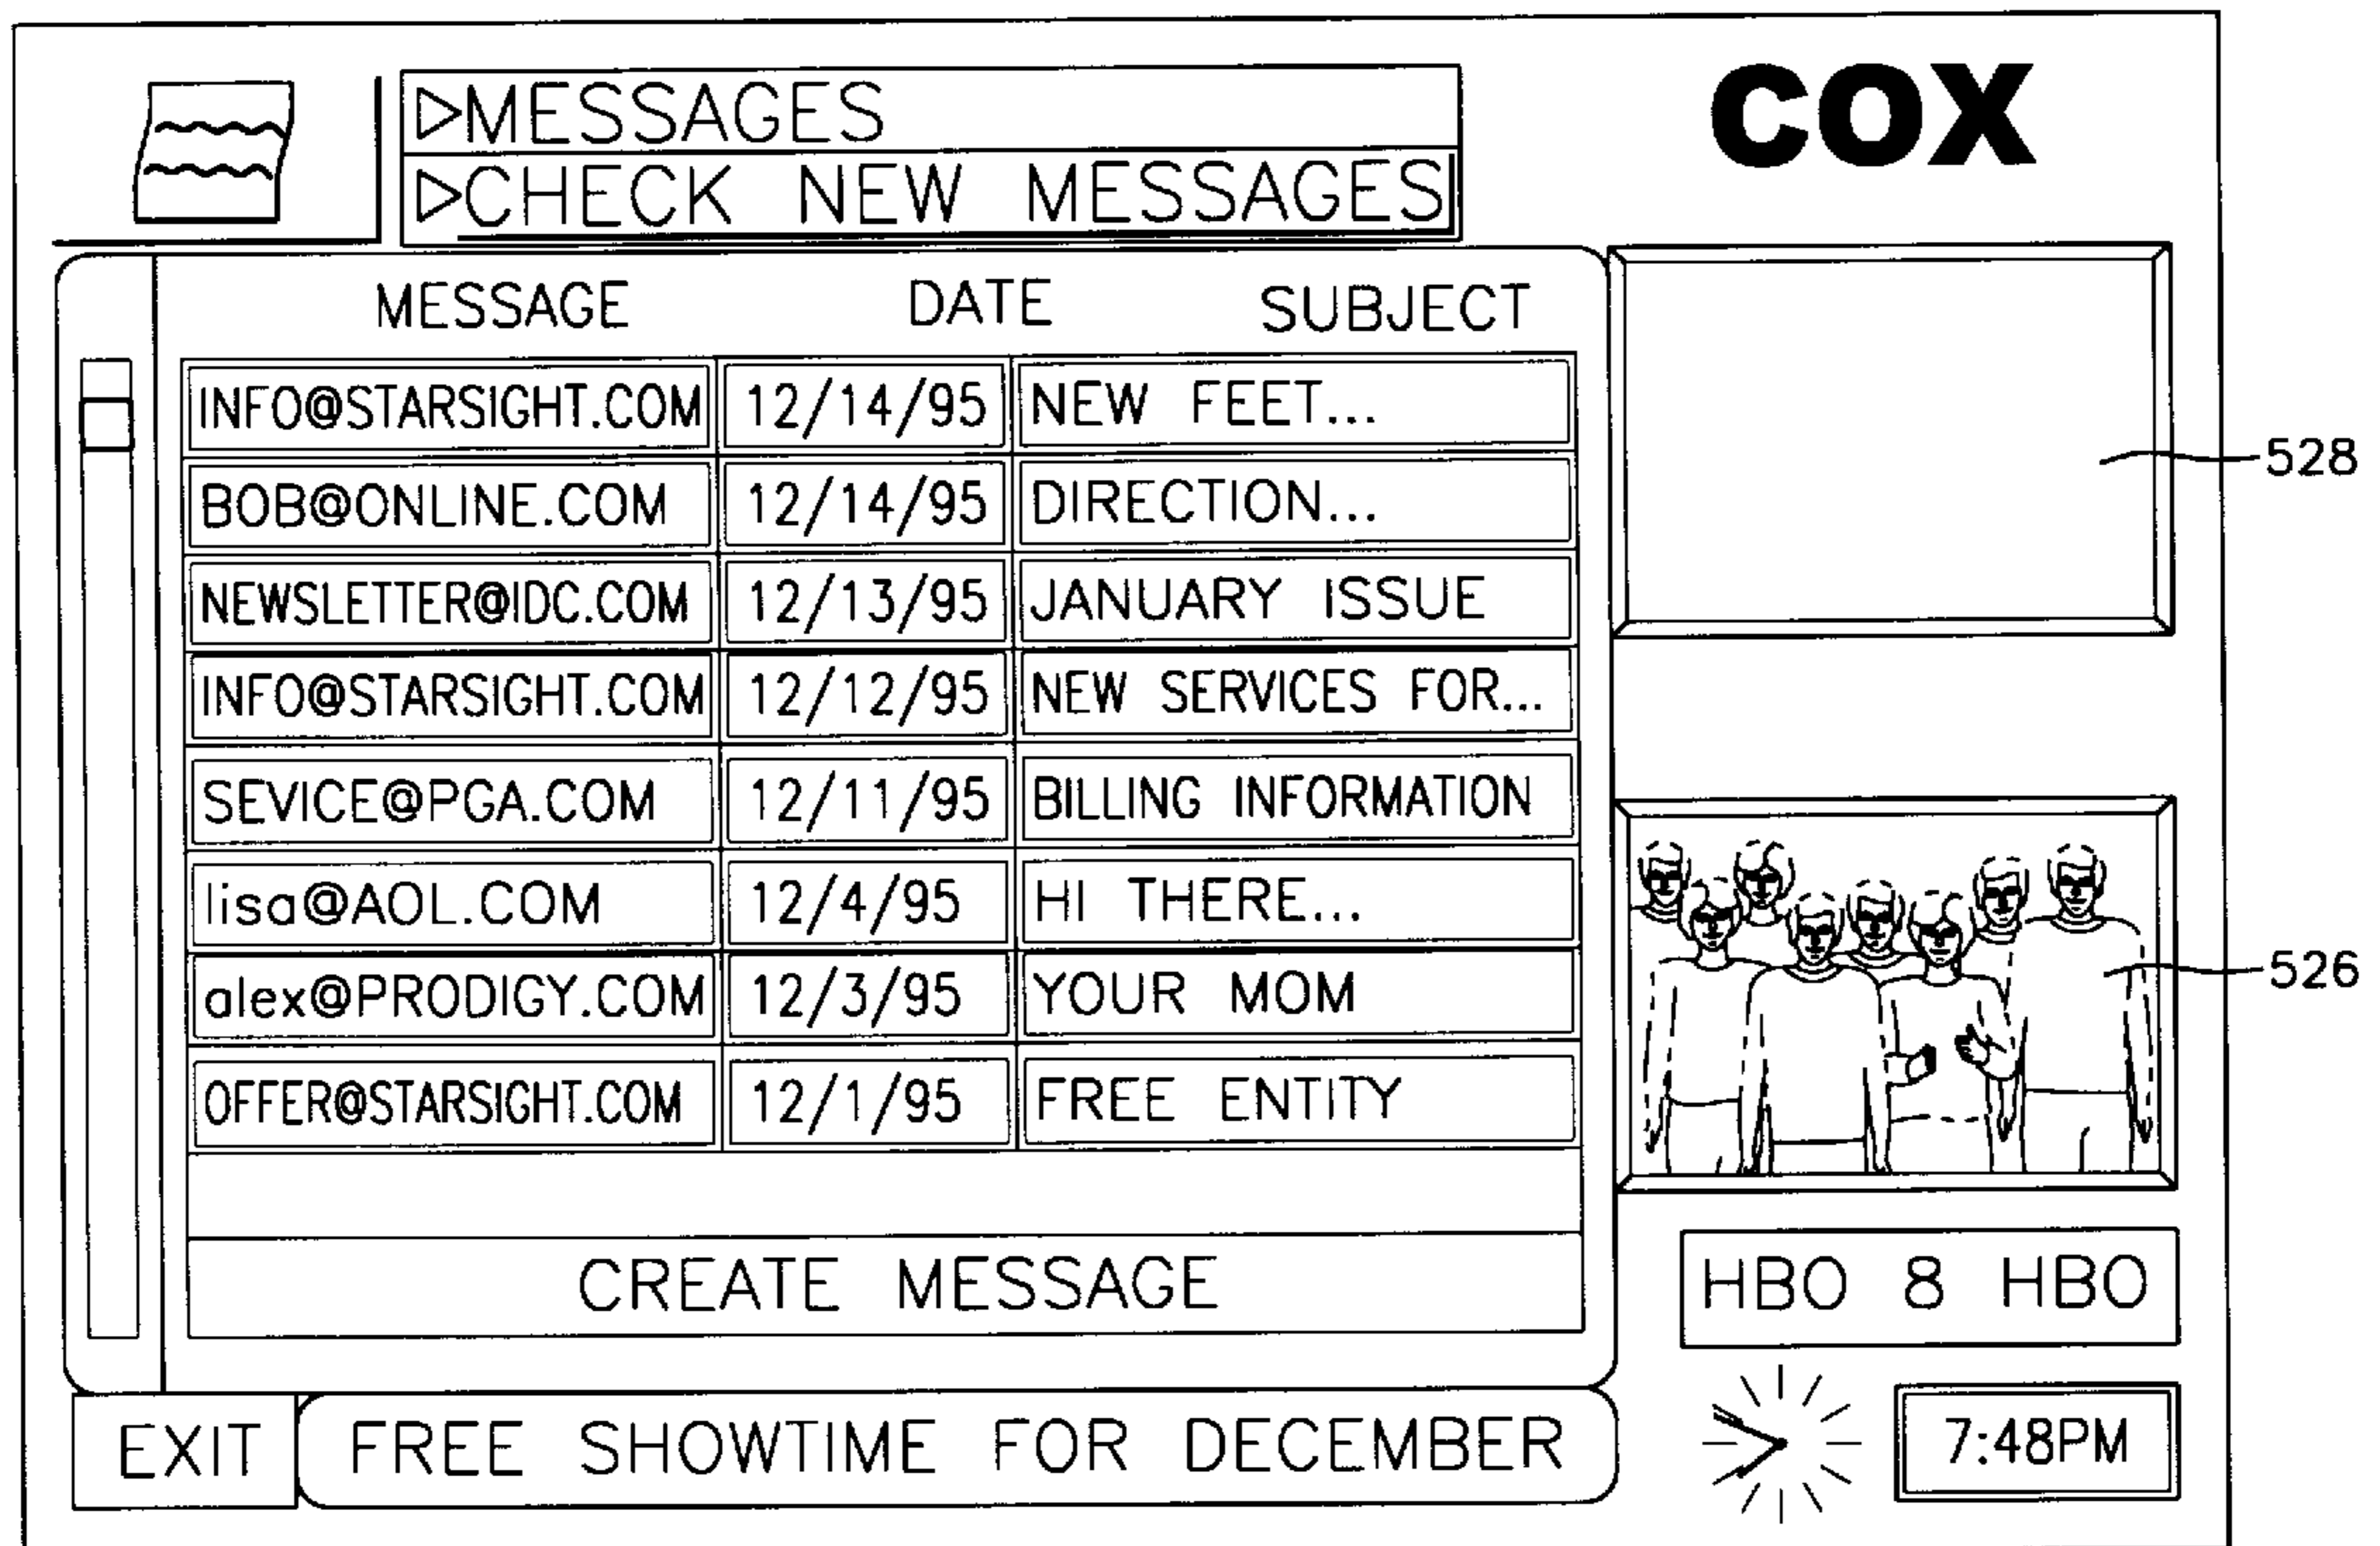 ▷MESSAGES
COX
▷CHECK NEW MESSAGES
MESSAGE DATE SUBJECT
INFO@STARSIGHT.COM 12/14/95 NEW FEET...
BOB@ONLINE.COM 12/14/95 DIRECTION...
NEWSLETTER@IDC.COM 12/13/95 JANUARY ISSUE
INFO@STARSIGHT.COM 12/12/95 NEW SERVICES FOR...
SEVICE@PGA.COM 12/11/95 BILLING INFORMATION
lisa@AOL.COM 12/4/95 HI THERE...
alex@PRODIGY.COM 12/3/95 YOUR MOM
OFFER@STARSIGHT.COM 12/1/95 FREE ENTITY
CREATE MESSAGE
528
526
HBO 8 HBO
EXIT FREE SHOWTIME FOR DECEMBER
7:48PM